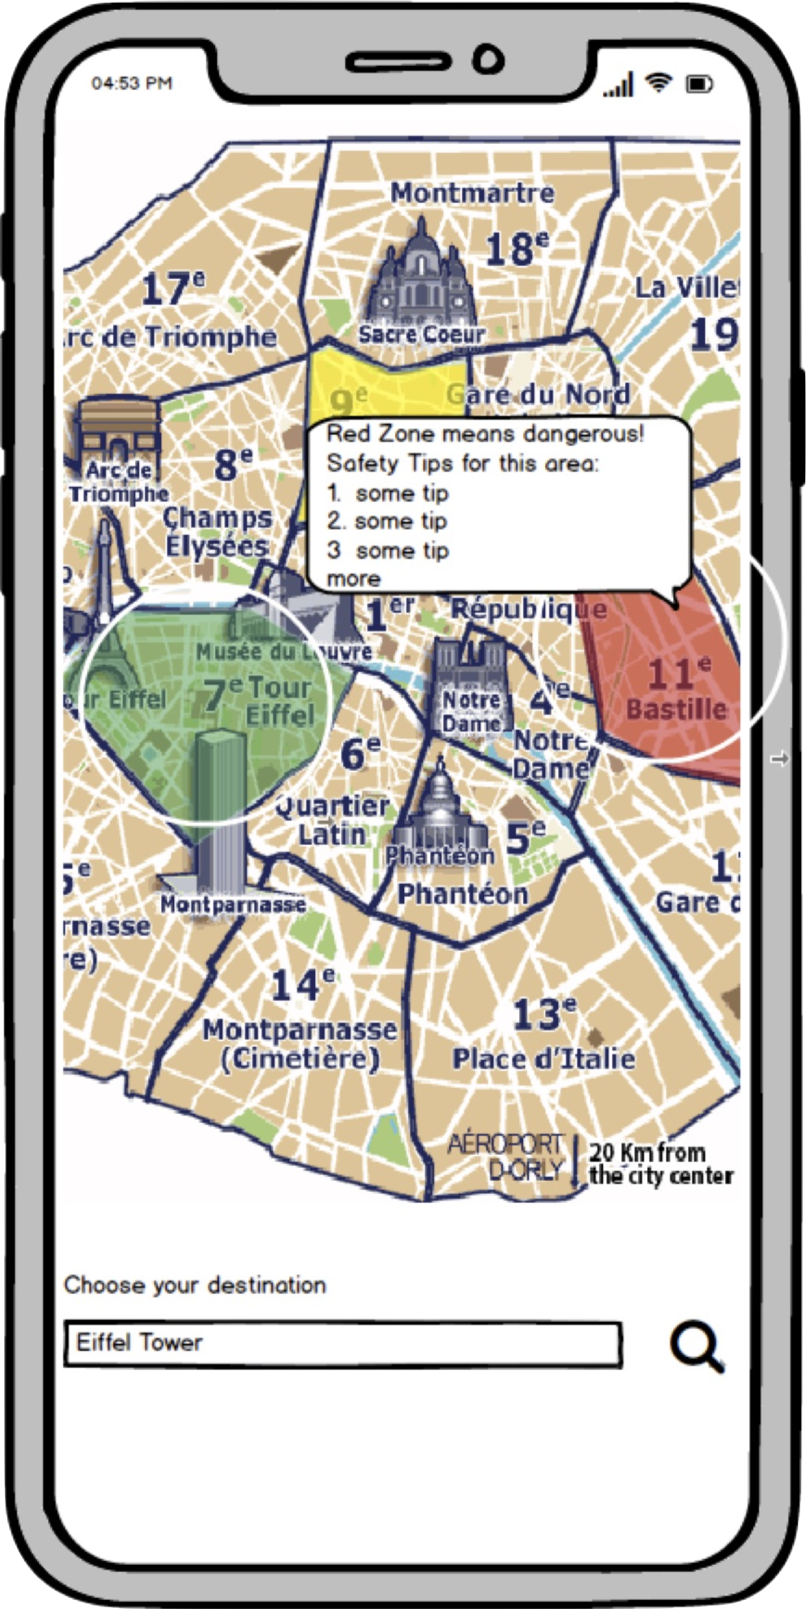 04:53 PM
Montmartre
18e
17e
La Ville
rc de Triomphe
Sacre Coeur
19
9e
Gare du Nord
Red Zone means dangerous!
Safety Tips for this area:
1. some tip
2. some tip
3 some tip
more
Arc de
Triomphe
8e
Champs
Elysées
1er
République
Musée du Louvre
7e Tour
Eiffel
ur Eiffel
11e
Bastille
Notre
Dame
4e
Notre
Dame
6e
Quartier
Latin
5e
Phantéon
Phantéon
Montparnasse
5e
rnasse
re)
1
Gare d
14e
Montparnasse
(Cimetière)
13e
Place d'Italie
AÉROPORT
D'ORLY
20 Km from
the city center
Choose your destination
Eiffel Tower